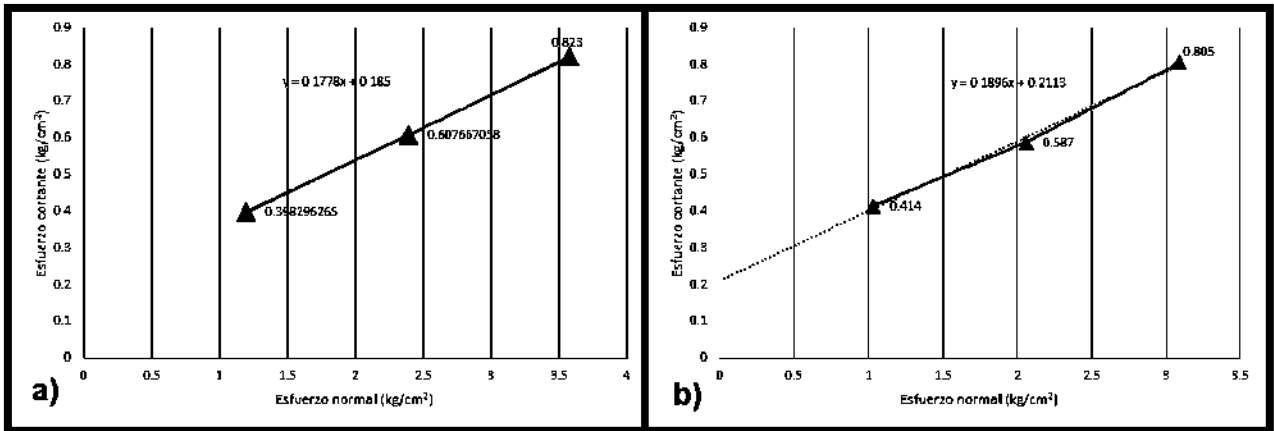 0.9
0.8
0.7
0.6
0.5
0.4
0.3
0.2
0.1
0
0.823
y = 0.1778x + 0.185
0.607667058
0.398296265
Esfuerzo cortante (kg/cm²)
0 0.5 1 1.5 2 2.5 3 3.5 4
Esfuerzo normal (kg/cm²)
a)
0.9
0.8
0.7
0.6
0.5
0.4
0.3
0.2
0.1
0
0.805
y = 0.1896x + 0.2113
0.587
0.414
Esfuerzo cortante (kg/cm²)
0 0.5 1 1.5 2 2.5 3 3.5
Esfuerzo normal (kg/cm²)
b)